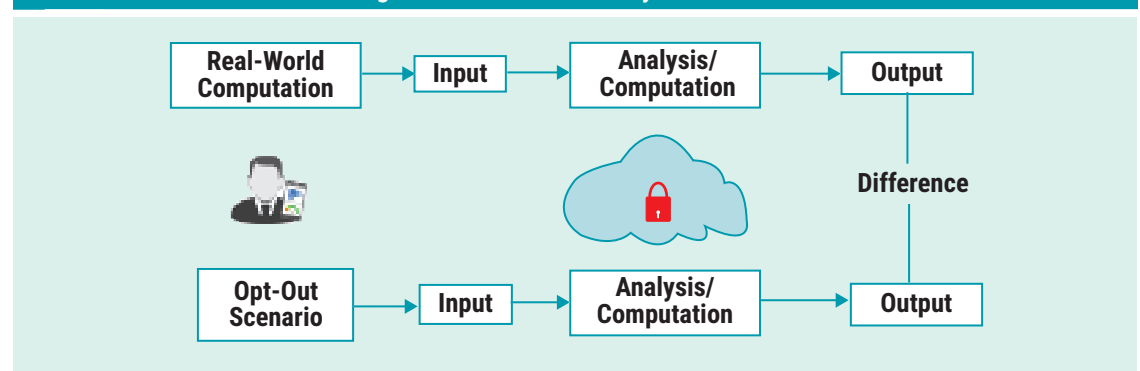 Real-World
Computation
Input
Analysis/
Computation
Output
Difference
Opt-Out
Scenario
Input
Analysis/
Computation
Output